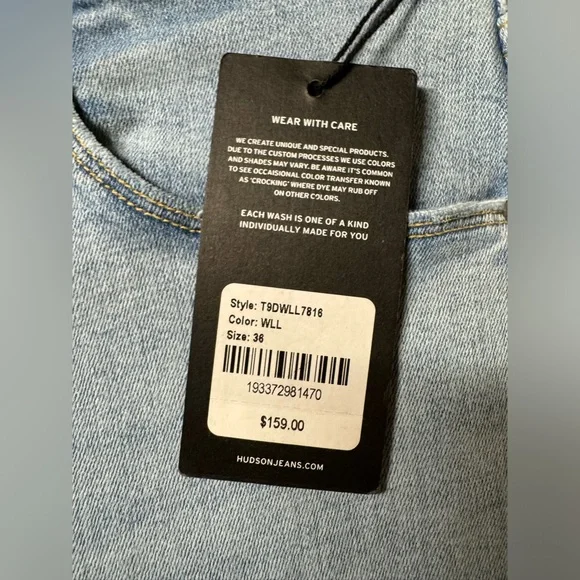 WEAR WITH CARE
WE CREATE UNIQUE AND SPECIAL PRODUCTS.
DUE TO THE CUSTOM PROCESSES WE USE COLORS
AND SHADES MAY VARY. BE AWARE IT'S COMMON
TO SEE OCCAISIONAL COLOR TRANSFER KNOWN
AS 'CROCKING' WHERE DYE MAY RUB OFF
ON OTHER COLORS.
EACH WASH IS ONE OF A KIND
INDIVIDUALLY MADE FOR YOU
Style: T9DWLL7816
Color: WLL
Size: 36
193372981470
$159.00
HUDSONJEANS.COM